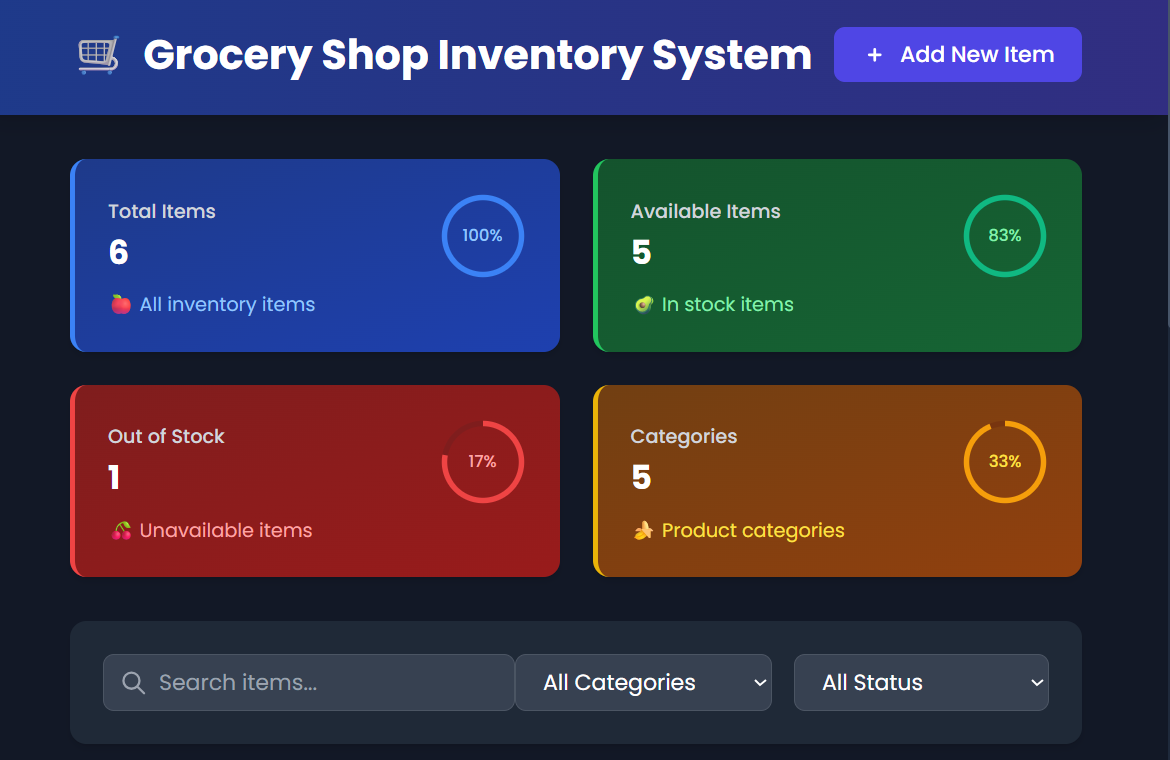 Grocery Shop Inventory System
+ Add New Item
Total Items
6
100%
All inventory items
Available Items
5
83%
In stock items
Out of Stock
1
17%
Unavailable items
Categories
5
33%
Product categories
Search items...
All Categories
All Status